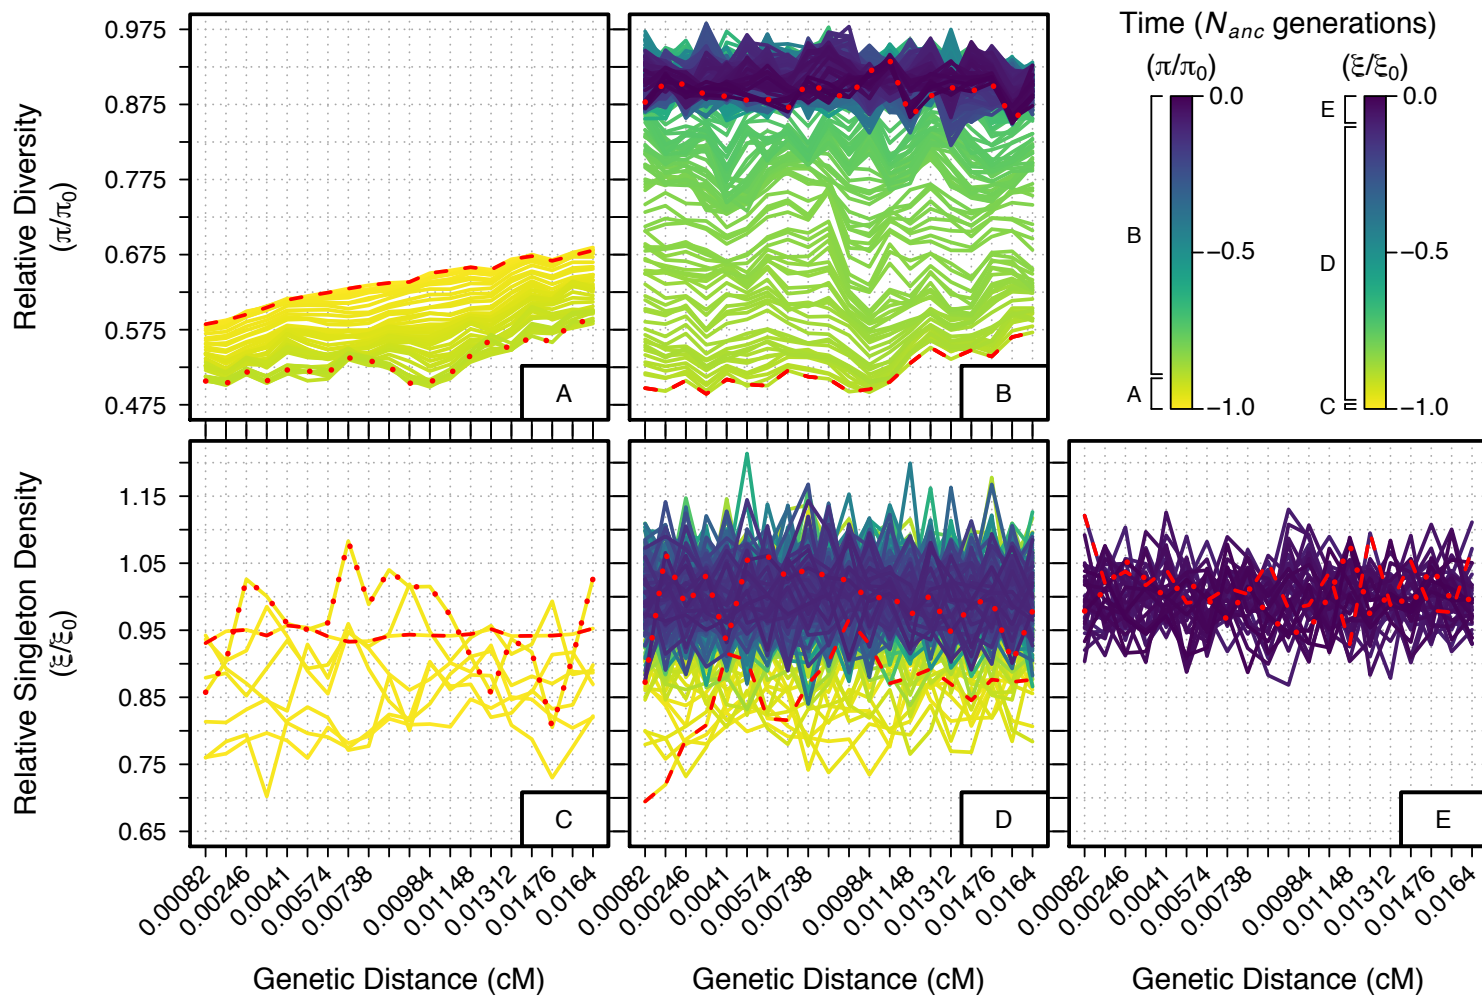 Relative Diversity
(π/π0)
0.975
0.875
0.775
0.675
0.575
0.475
A
B
Time (Nanc generations)
(π/π0)
(ξ/ξ0)
B
A
0.0
−0.5
−1.0
E
D
C
0.0
−0.5
−1.0
Relative Singleton Density
(ξ/ξ0)
1.15
1.05
0.95
0.85
0.75
0.65
C
D
E
0.00082
0.00246
0.0041
0.00574
0.00738
0.00984
0.01148
0.01312
0.01476
0.0164
0.00082
0.00246
0.0041
0.00574
0.00738
0.00984
0.01148
0.01312
0.01476
0.0164
0.00082
0.00246
0.0041
0.00574
0.00738
0.00984
0.01148
0.01312
0.01476
0.0164
Genetic Distance (cM)
Genetic Distance (cM)
Genetic Distance (cM)